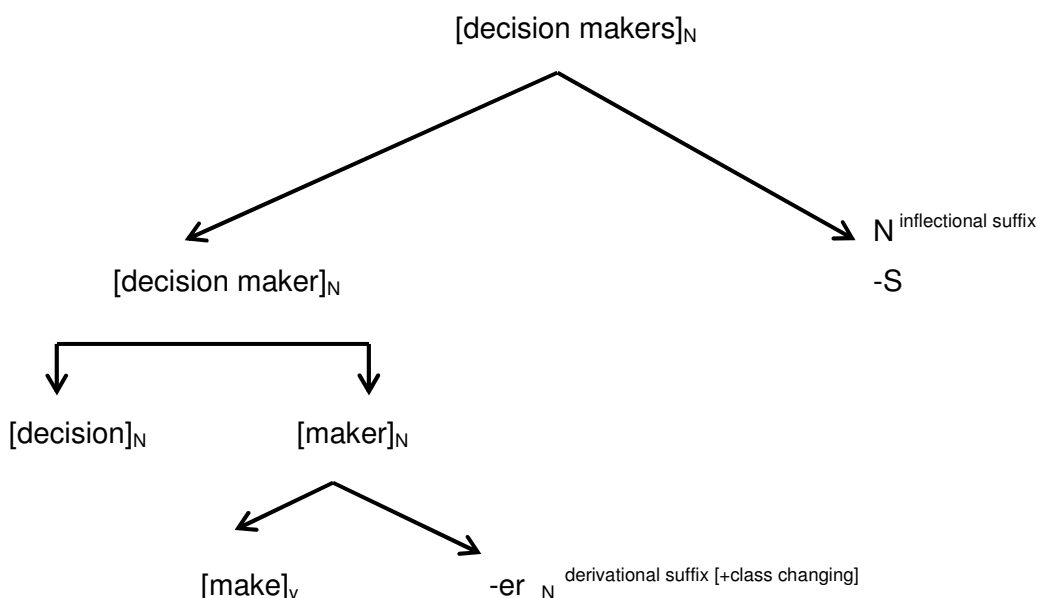 [decision makers]N
N inflectional suffix
[decision maker]N
-S
[decision]N
[maker]N
[make]v
-er N derivational suffix [+class changing]